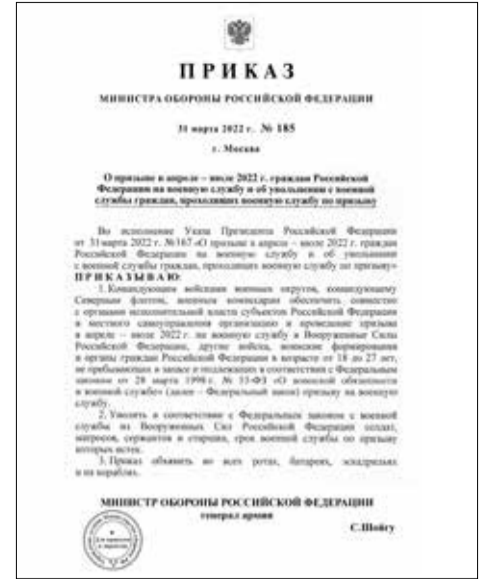 ПРИКАЗ
МИНИСТРА ОБОРОНЫ РОССИЙСКОЙ ФЕДЕРАЦИИ
31 марта 2022 г. № 185
г. Москва
О призыве в апреле – июле 2022 г. граждан Российской
Федерации на военную службу и об увольнении с военной
службы граждан, проходящих военную службу по призыву
Во исполнение Указа Президента Российской Федерации
от 31 марта 2022 г. № 167 «О призыве в апреле – июле 2022 г. граждан
Российской Федерации на военную службу и об увольнении
с военной службы граждан, проходящих военную службу по призыву»
ПРИКАЗЫВАЮ:
1. Командующим войсками военных округов, командующему
Северным флотом, военным комиссарам обеспечить совместно
с органами исполнительной власти субъектов Российской Федерации
и местного самоуправления организацию и проведение призыва
в апреле – июле 2022 г. на военную службу в Вооруженные Силы
Российской Федерации, другие войска, воинские формирования
и органы граждан Российской Федерации в возрасте от 18 до 27 лет,
не пребывающих в запасе и подлежащих в соответствии с Федеральным
законом от 28 марта 1998 г. № 53-ФЗ «О воинской обязанности
и военной службе» (далее – Федеральный закон) призыву на военную
службу.
2. Уволить в соответствии с Федеральным законом с военной
службы из Вооруженных Сил Российской Федерации солдат,
матросов, сержантов и старшин, срок военной службы по призыву
которых истек.
3. Приказ объявить во всех ротах, батареях, эскадрильях
и на кораблях.
МИНИСТР ОБОРОНЫ РОССИЙСКОЙ ФЕДЕРАЦИИ
генерал армии
С.Шойгу